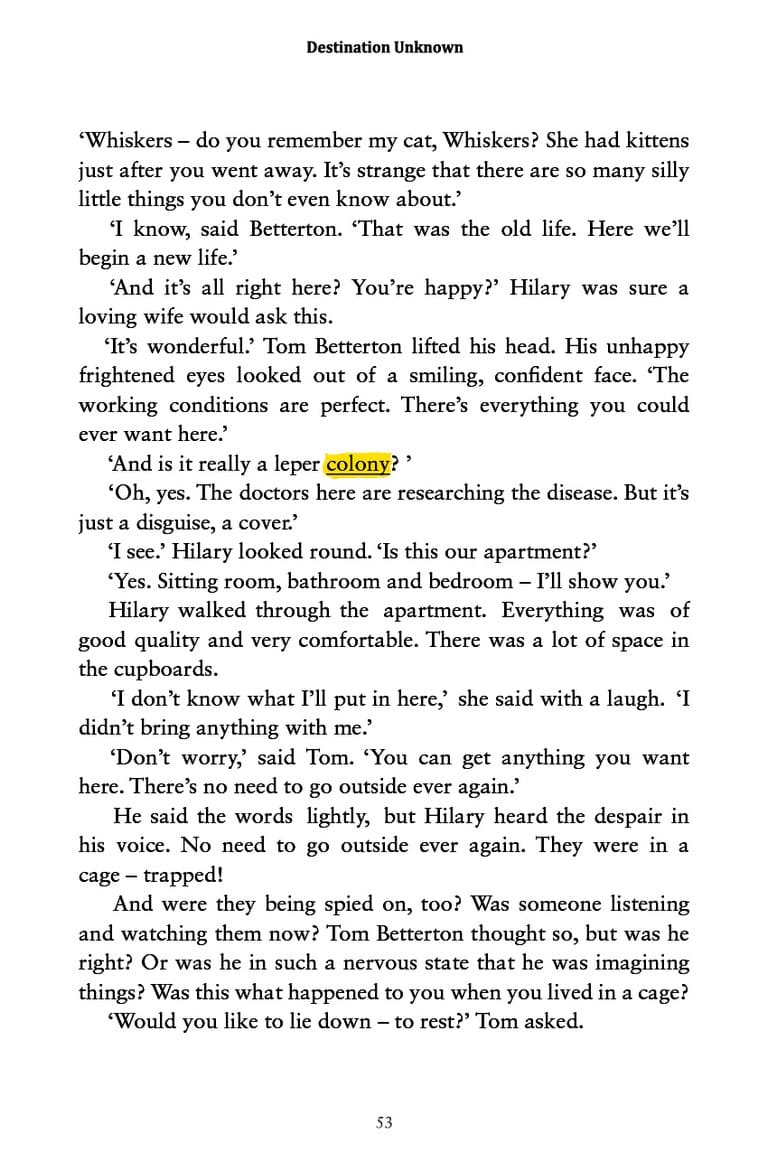 Destination Unknown
‘Whiskers – do you remember my cat, Whiskers? She had kittens
just after you went away. It’s strange that there are so many silly
little things you don’t even know about.’
‘I know, said Betterton. ‘That was the old life. Here we’ll
begin a new life.’
‘And it’s all right here? You’re happy?’ Hilary was sure a
loving wife would ask this.
‘It’s wonderful.’ Tom Betterton lifted his head. His unhappy
frightened eyes looked out of a smiling, confident face. ‘The
working conditions are perfect. There’s everything you could
ever want here.’
‘And is it really a leper colony? ’
‘Oh, yes. The doctors here are researching the disease. But it’s
just a disguise, a cover.’
‘I see.’ Hilary looked round. ‘Is this our apartment?’
‘Yes. Sitting room, bathroom and bedroom – I’ll show you.’
Hilary walked through the apartment. Everything was of
good quality and very comfortable. There was a lot of space in
the cupboards.
‘I don’t know what I’ll put in here,’ she said with a laugh. ‘I
didn’t bring anything with me.’
‘Don’t worry,’ said Tom. ‘You can get anything you want
here. There’s no need to go outside ever again.’
He said the words lightly, but Hilary heard the despair in
his voice. No need to go outside ever again. They were in a
cage – trapped!
And were they being spied on, too? Was someone listening
and watching them now? Tom Betterton thought so, but was he
right? Or was he in such a nervous state that he was imagining
things? Was this what happened to you when you lived in a cage?
‘Would you like to lie down – to rest?’ Tom asked.
53